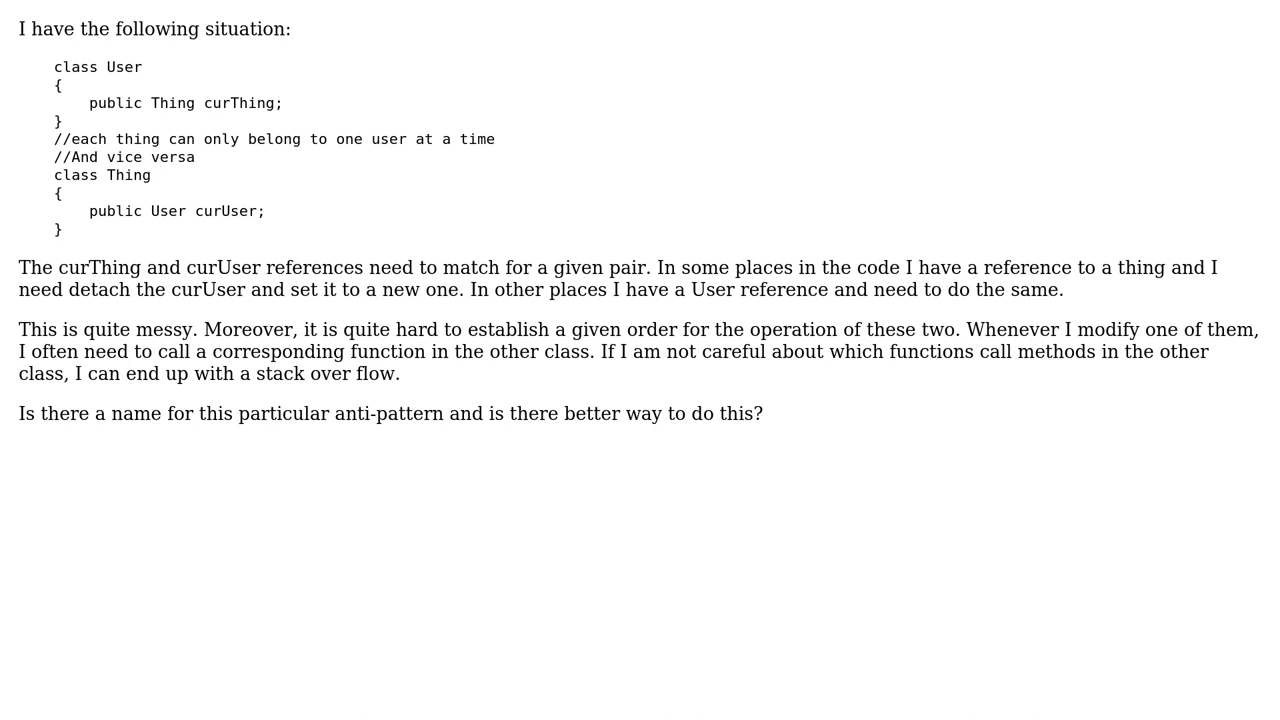 I have the following situation:
class User
{
    public Thing curThing;
}
//each thing can only belong to one user at a time
//And vice versa
class Thing
{
    public User curUser;
}
The curThing and curUser references need to match for a given pair. In some places in the code I have a reference to a thing and I
need detach the curUser and set it to a new one. In other places I have a User reference and need to do the same.
This is quite messy. Moreover, it is quite hard to establish a given order for the operation of these two. Whenever I modify one of them,
I often need to call a corresponding function in the other class. If I am not careful about which functions call methods in the other
class, I can end up with a stack over flow.
Is there a name for this particular anti-pattern and is there better way to do this?